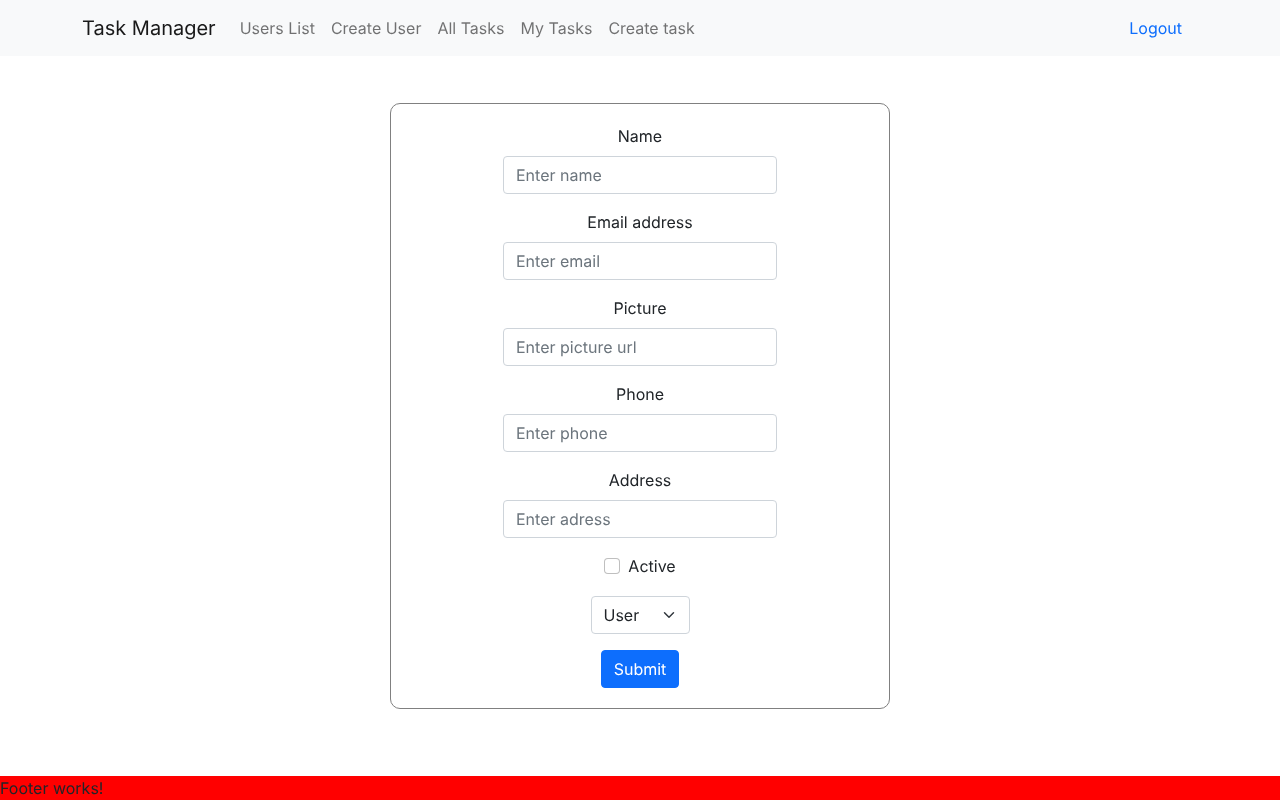 Task Manager Users List Create User All Tasks My Tasks Create task Logout
Name
Enter name
Email address
Enter email
Picture
Enter picture url
Phone
Enter phone
Address
Enter adress
Active
User
Submit
Footer works!